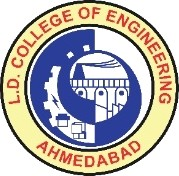 L.D. COLLEGE OF ENGINEERING
AHMEDABAD